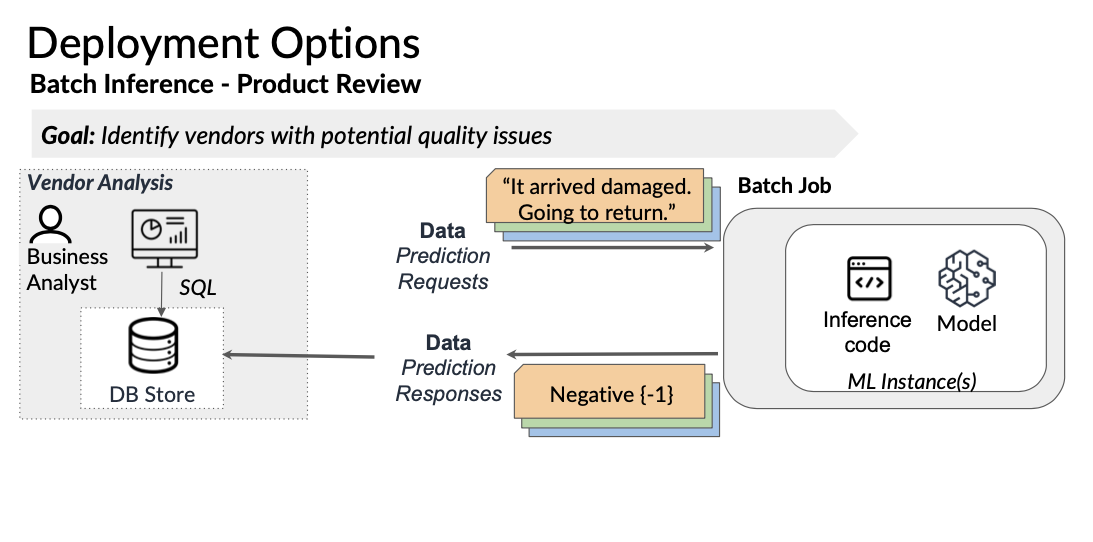 Deployment Options
Batch Inference - Product Review
Goal: Identify vendors with potential quality issues
Vendor Analysis
Business
Analyst
SQL
DB Store
Data
Prediction
Requests
“It arrived damaged.
Going to return.”
Data
Prediction
Responses
Negative {-1}
Batch Job
</>
Inference
code
Model
ML Instance(s)